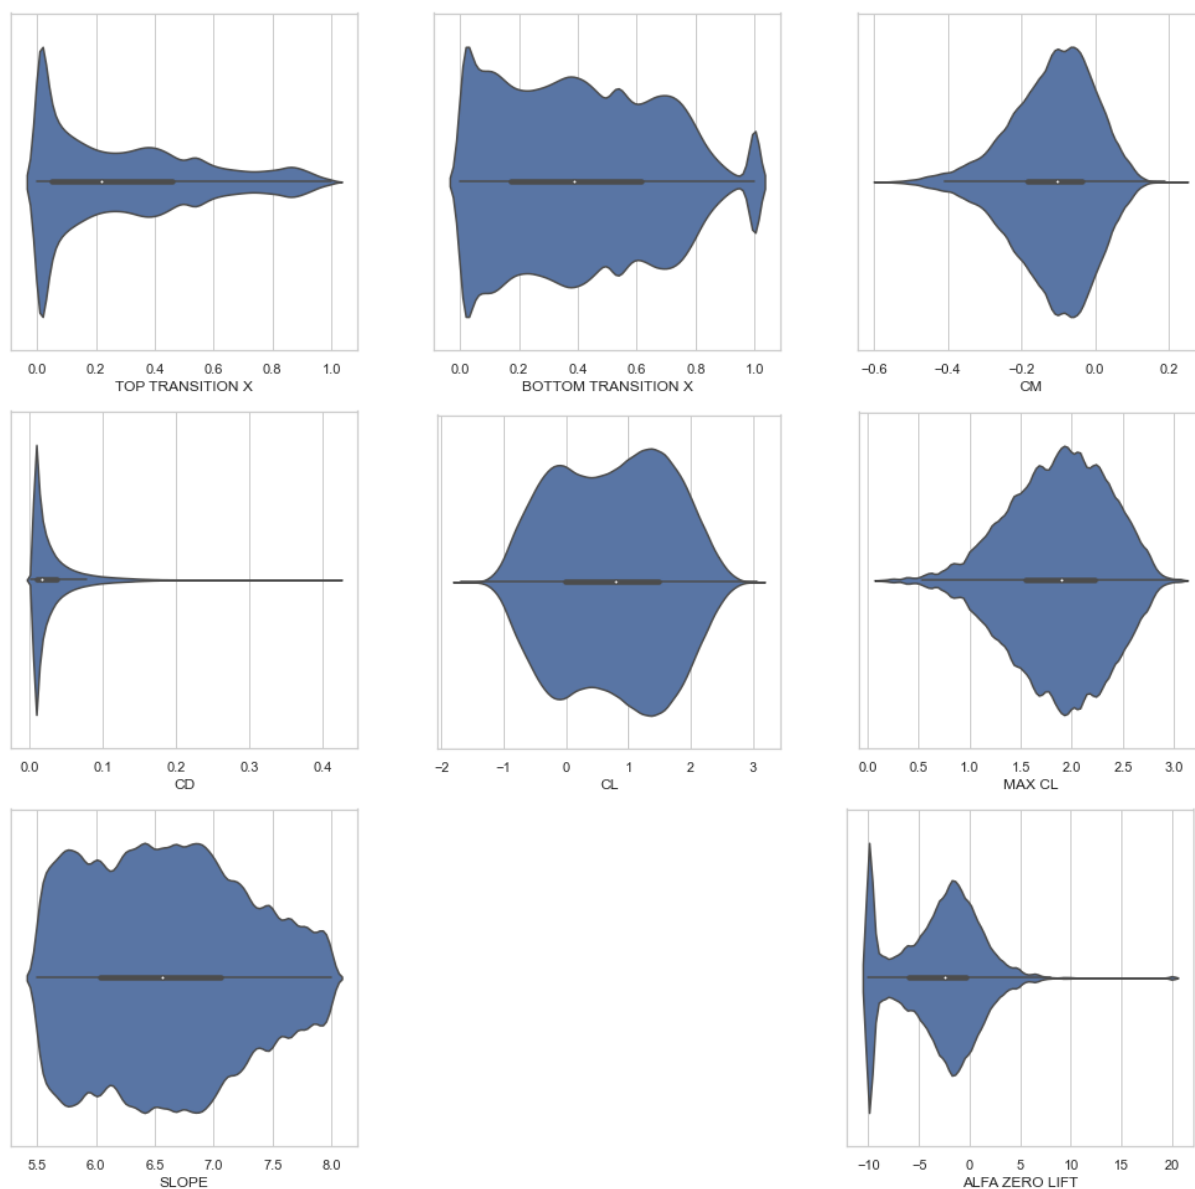 0.0 0.2 0.4 0.6 0.8 1.0
TOP TRANSITION X
0.0 0.2 0.4 0.6 0.8 1.0
BOTTOM TRANSITION X
−0.6 −0.4 −0.2 0.0 0.2
CM
0.0 0.1 0.2 0.3 0.4
CD
−2 −1 0 1 2 3
CL
0.0 0.5 1.0 1.5 2.0 2.5 3.0
MAX CL
5.5 6.0 6.5 7.0 7.5 8.0
SLOPE
−10 −5 0 5 10 15 20
ALFA ZERO LIFT